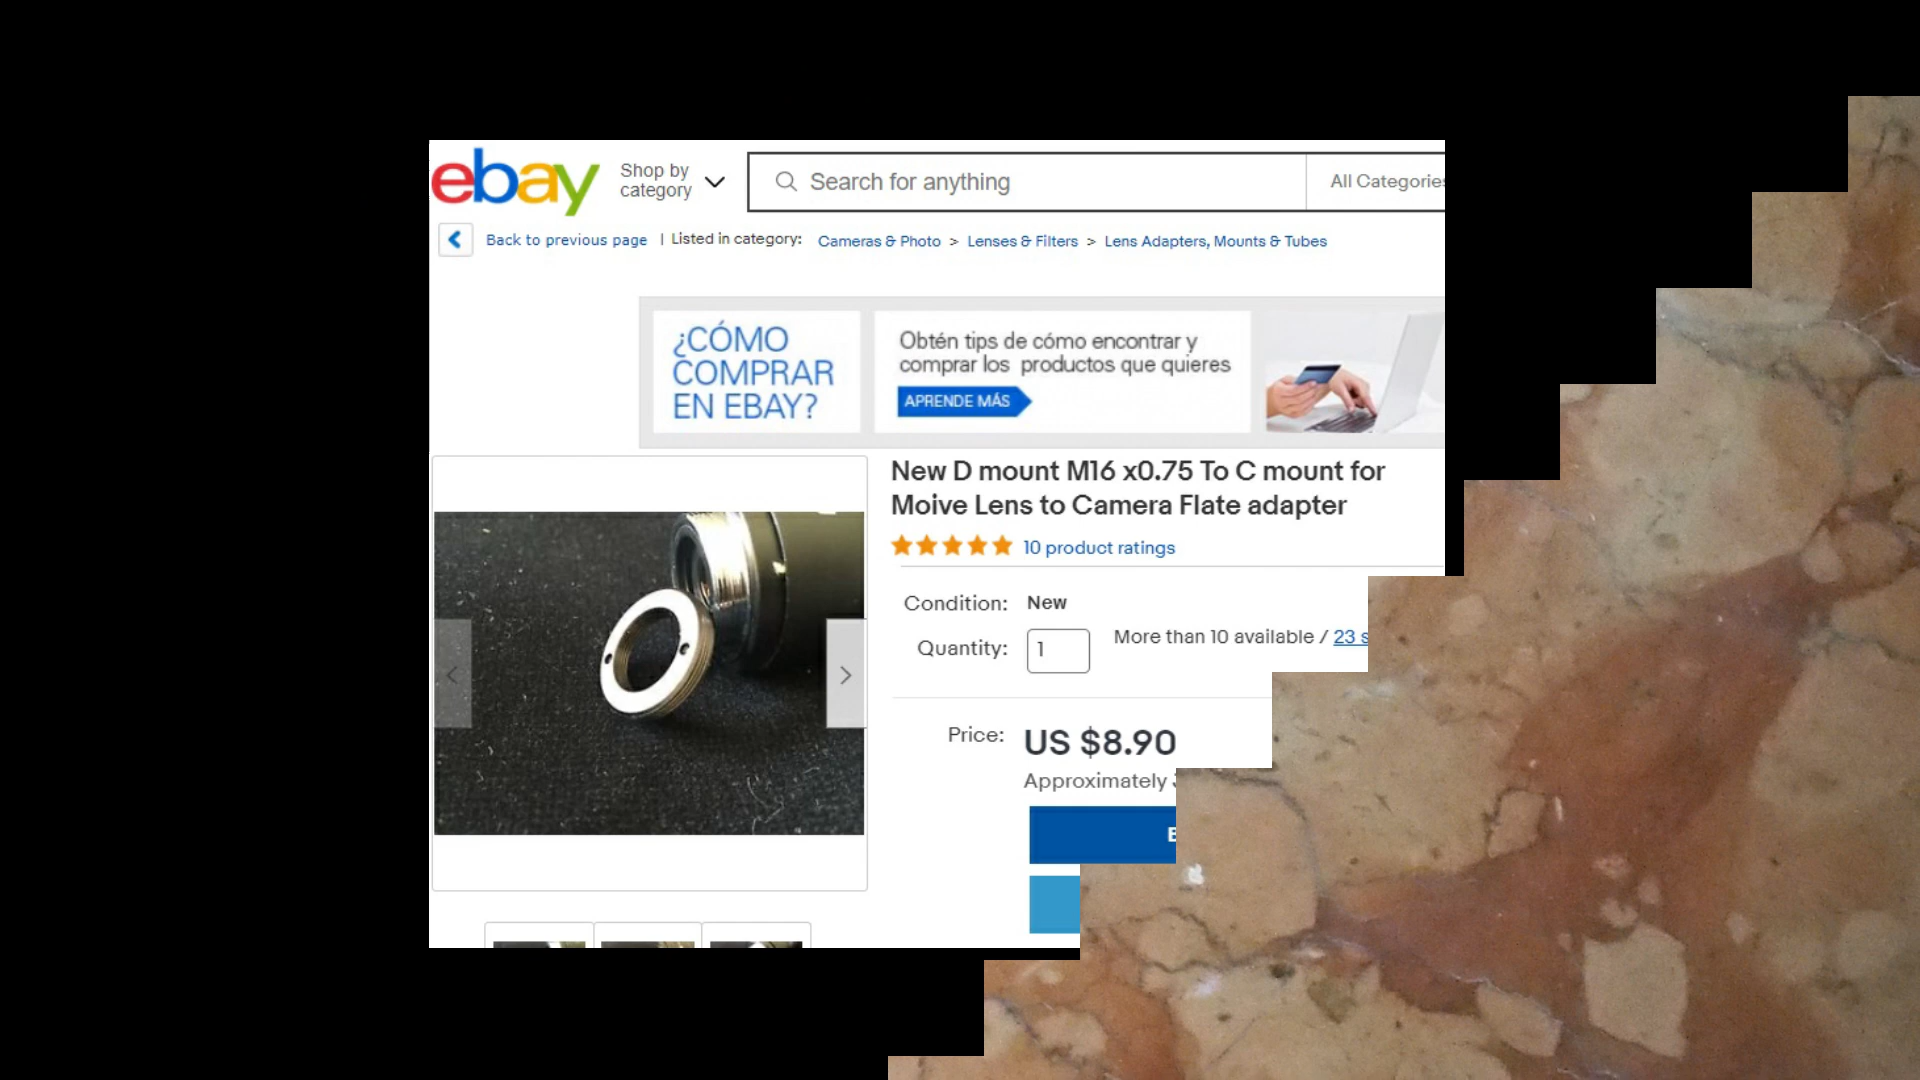 ebay
Shop by
category
Search for anything
All Categories
Back to previous page | Listed in category: Cameras & Photo > Lenses & Filters > Lens Adapters, Mounts & Tubes
¿CÓMO
COMPRAR
EN EBAY?
Obtén tips de cómo encontrar y
comprar los productos que quieres
APRENDE MÁS
New D mount M16 x0.75 To C mount for
Moive Lens to Camera Flate adapter
10 product ratings
Condition: New
Quantity: 1
More than 10 available / 23
Price: US $8.90
Approximately